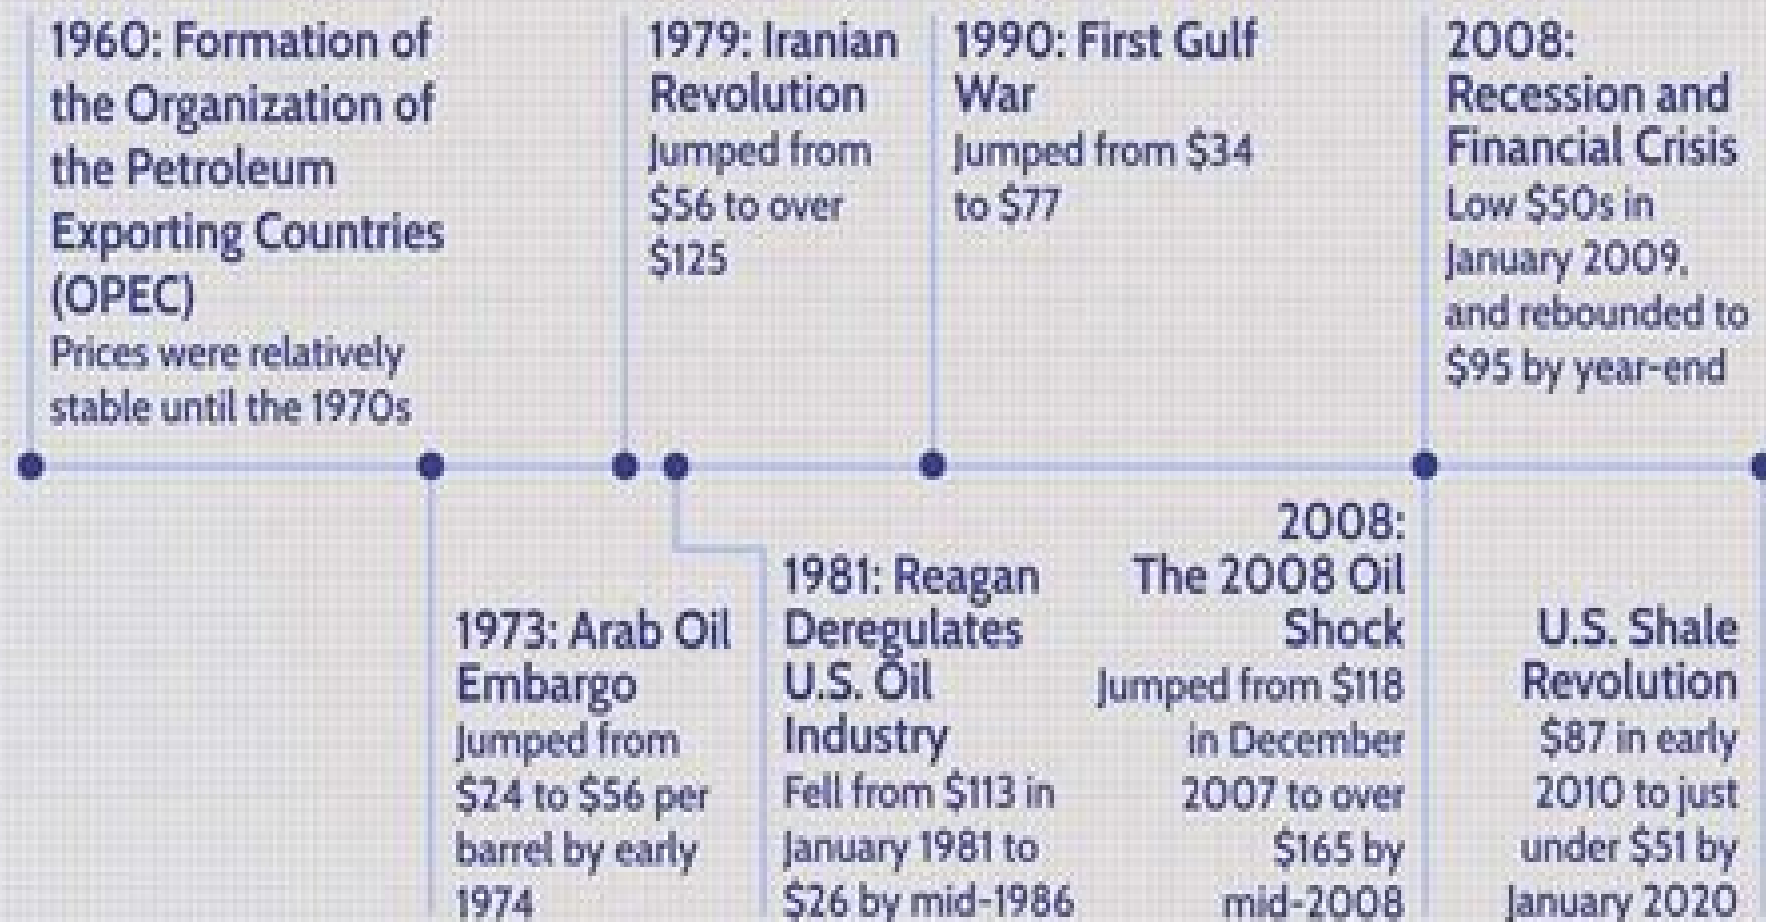 1960: Formation of
the Organization of
the Petroleum
Exporting Countries
(OPEC)
Prices were relatively
stable until the 1970s
1979: Iranian
Revolution
Jumped from
$56 to over
$125
1990: First Gulf
War
Jumped from $34
to $77
2008:
Recession and
Financial Crisis
Low $50s in
January 2009,
and rebounded to
$95 by year-end
1973: Arab Oil
Embargo
Jumped from
$24 to $56 per
barrel by early
1974
1981: Reagan
Deregulates
U.S. Oil
Industry
Fell from $113 in
January 1981 to
$26 by mid-1986
2008:
The 2008 Oil
Shock
Jumped from $118
in December
2007 to over
$165 by
mid-2008
U.S. Shale
Revolution
$87 in early
2010 to just
under $51 by
January 2020